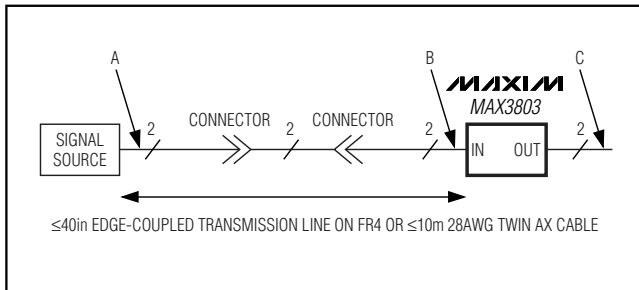 A
B
C
MAXIM
MAX3803
2
CONNECTOR
2
CONNECTOR
2
2
SIGNAL
SOURCE
IN OUT
≤40in EDGE-COUPLED TRANSMISSION LINE ON FR4 OR ≤10m 28AWG TWIN AX CABLE